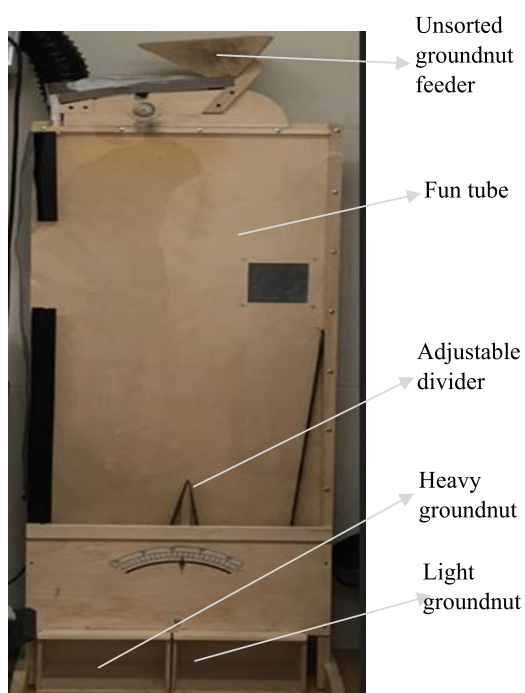 Unsorted
groundnut
feeder
Fun tube
Adjustable
divider
Heavy
groundnut
Light
groundnut